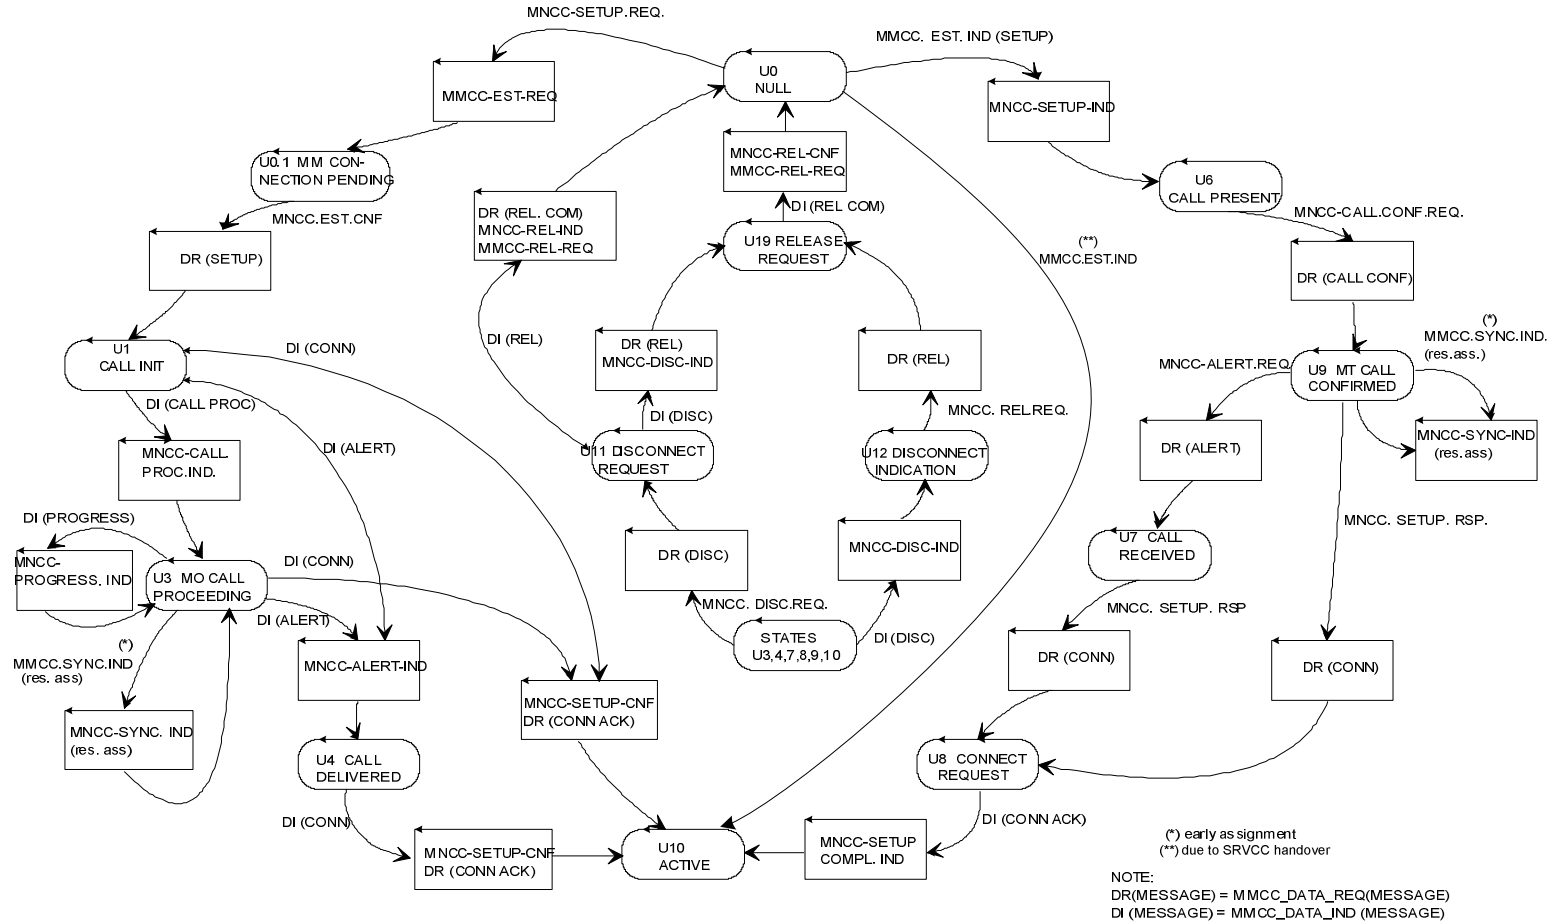 MNCC-SETUP.REQ.
MMCC. EST. IND (SETUP)
U0
NULL
MMCC-EST-REQ
MNCC-SETUP-IND
U0.1 MM CON-
NECTION PENDING
MNCC-REL-CNF
MMCC-REL-REQ
U6
CALL PRESENT
MNCC.EST.CNF
DR (REL. COM)
MNCC-REL-IND
MMCC-REL-REQ
DI (REL COM)
MNCC-CALL.CONF.REQ.
DR (SETUP)
U19 RELEASE
REQUEST
(**)
MMCC.EST.IND
DR (CALL CONF)
U1
CALL INIT
DI (CONN)
DI (REL)
DR (REL)
MNCC-DISC-IND
DR (REL)
(*)
MMCC.SYNC.IND.
(res.ass.)
MNCC-ALERT.REQ
U9 MT CALL
CONFIRMED
DI (CALL PROC)
DI (DISC)
MNCC. REL.REQ.
MNCC-CALL.
PROC.IND.
DI (ALERT)
U11 DISCONNECT
REQUEST
U12 DISCONNECT
INDICATION
DR (ALERT)
MNCC-SYNC-IND
(res.ass)
DI (PROGRESS)
MNCC-
PROGRESS. IND
U3 MO CALL
PROCEEDING
DI (CONN)
DR (DISC)
MNCC-DISC-IND
U7 CALL
RECEIVED
MNCC. SETUP. RSP.
DI (ALERT)
MNCC. DISC.REQ.
MNCC. SETUP. RSP
(*)
MMCC.SYNC.IND
(res. ass)
MNCC-ALERT-IND
STATES
U3,4,7,8,9,10
DI (DISC)
DR (CONN)
DR (CONN)
MNCC-SYNC. IND
(res. ass)
MNCC-SETUP-CNF
DR (CONN ACK)
U4 CALL
DELIVERED
U8 CONNECT
REQUEST
DI (CONN)
DI (CONN ACK)
MNCC-SETUP-CNF
DR (CONN ACK)
U10
ACTIVE
MNCC-SETUP
COMPL. IND
(*) early assignment
(**) due to SRVCC handover
NOTE:
DR(MESSAGE) = MMCC_DATA_REQ(MESSAGE)
DI (MESSAGE) = MMCC_DATA_IND (MESSAGE)